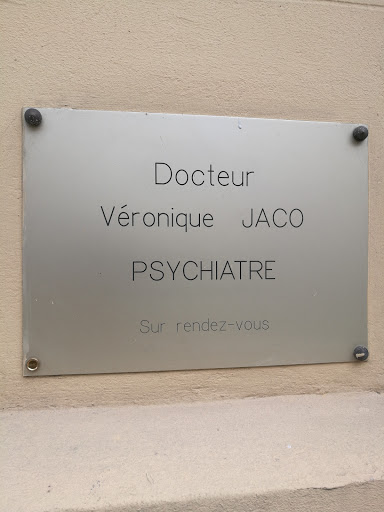 Docteur
Véronique JACO
PSYCHIATRE
Sur rendez-vous